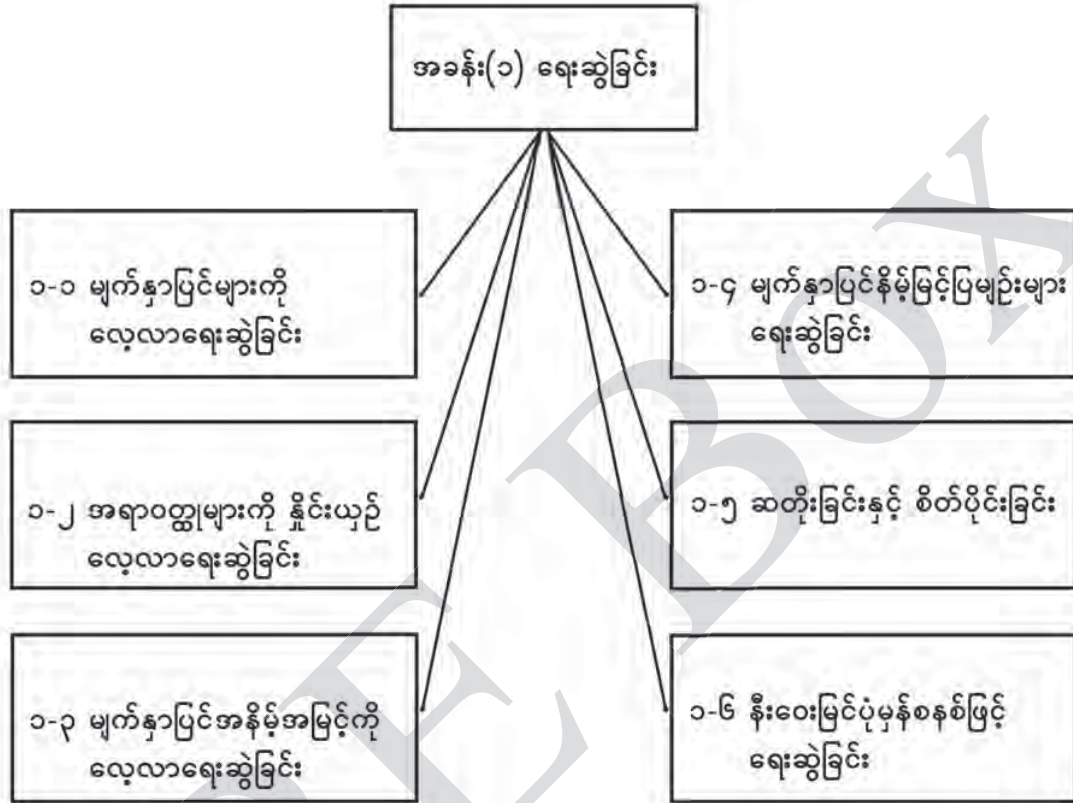 အခန်း(၁) ရေးဆွဲခြင်း
၁-၁ မျက်နှာပြင်များကို
လေ့လာရေးဆွဲခြင်း
၁-၂ အရာဝတ္ထုများကို နှိုင်းယှဉ်
လေ့လာရေးဆွဲခြင်း
၁-၃ မျက်နှာပြင်အနိမ့်အမြင့်ကို
လေ့လာရေးဆွဲခြင်း
၁-၄ မျက်နှာပြင်နိမ့်မြင့်ပြမျဉ်းများ
ရေးဆွဲခြင်း
၁-၅ ဆတိုးခြင်းနှင့် စိတ်ပိုင်းခြင်း
၁-၆ နီးဝေးမြင်ပုံမှန်စနစ်ဖြင့်
ရေးဆွဲခြင်း
E BOX